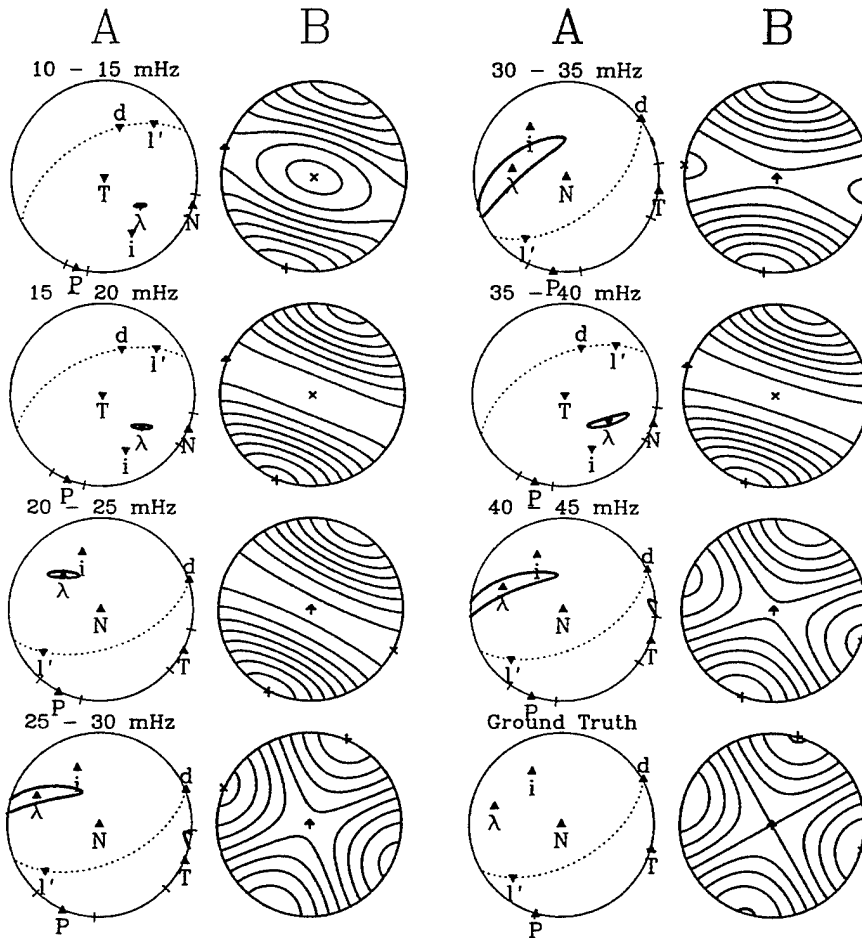 A B A B
10 – 15 mHz
d l'
T
λ N
i
P
15 – 20 mHz
d l'
T
λ N
i
P
20 – 25 mHz
i d
λ
N
l' T
P
25 – 30 mHz
i d
λ
N
l' T
P
30 – 35 mHz
d
i
λ N
T
l'
P
35 – 40 mHz
d l'
T
λ N
i
P
40 – 45 mHz
i d
λ
N
l' T
P
Ground Truth
i d
λ
N
l' T
P